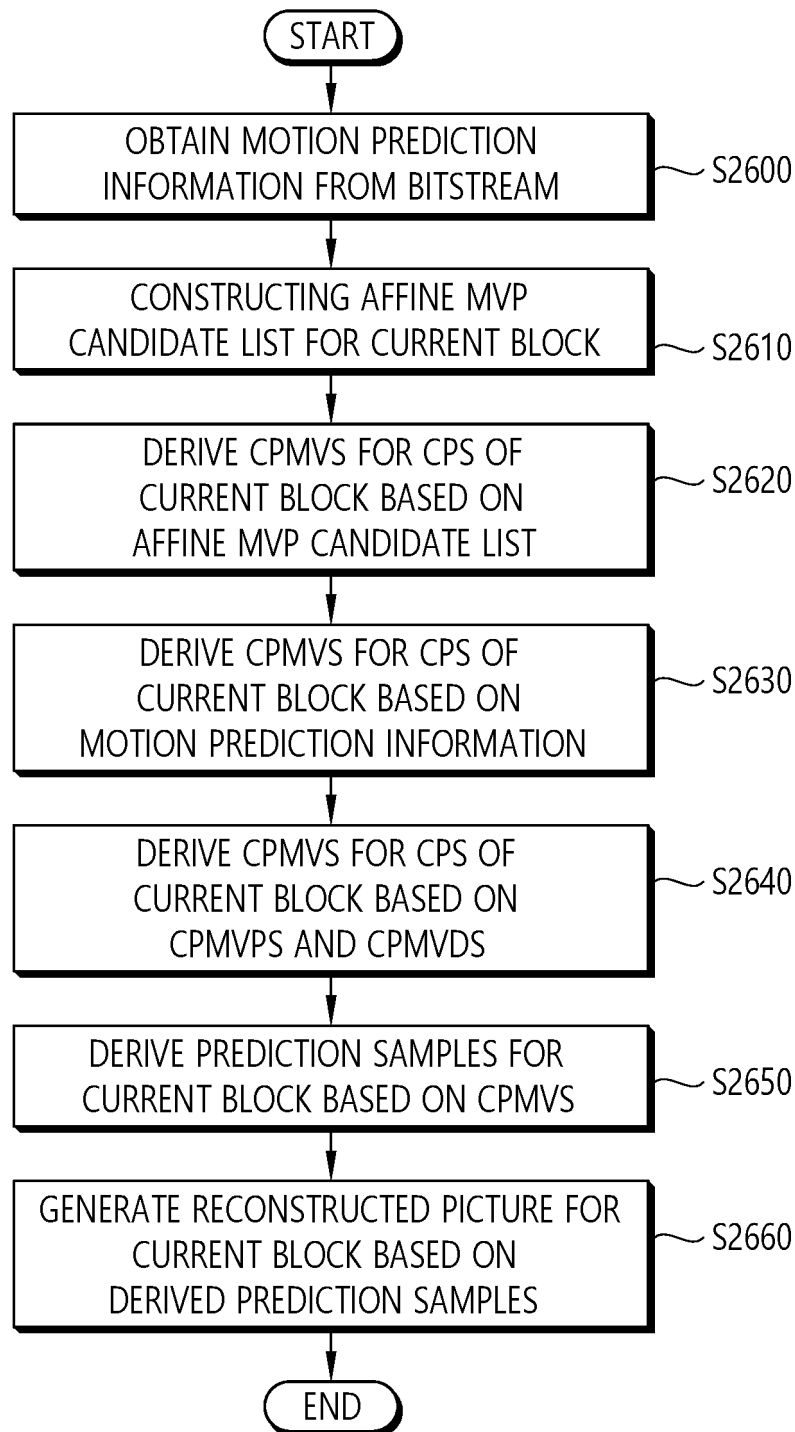 START
OBTAIN MOTION PREDICTION
INFORMATION FROM BITSTREAM
S2600
CONSTRUCTING AFFINE MVP
CANDIDATE LIST FOR CURRENT BLOCK
S2610
DERIVE CPMVS FOR CPS OF
CURRENT BLOCK BASED ON
AFFINE MVP CANDIDATE LIST
S2620
DERIVE CPMVS FOR CPS OF
CURRENT BLOCK BASED ON
MOTION PREDICTION INFORMATION
S2630
DERIVE CPMVS FOR CPS OF
CURRENT BLOCK BASED ON
CPMVPS AND CPMVDS
S2640
DERIVE PREDICTION SAMPLES FOR
CURRENT BLOCK BASED ON CPMVS
S2650
GENERATE RECONSTRUCTED PICTURE FOR
CURRENT BLOCK BASED ON
DERIVED PREDICTION SAMPLES
S2660
END